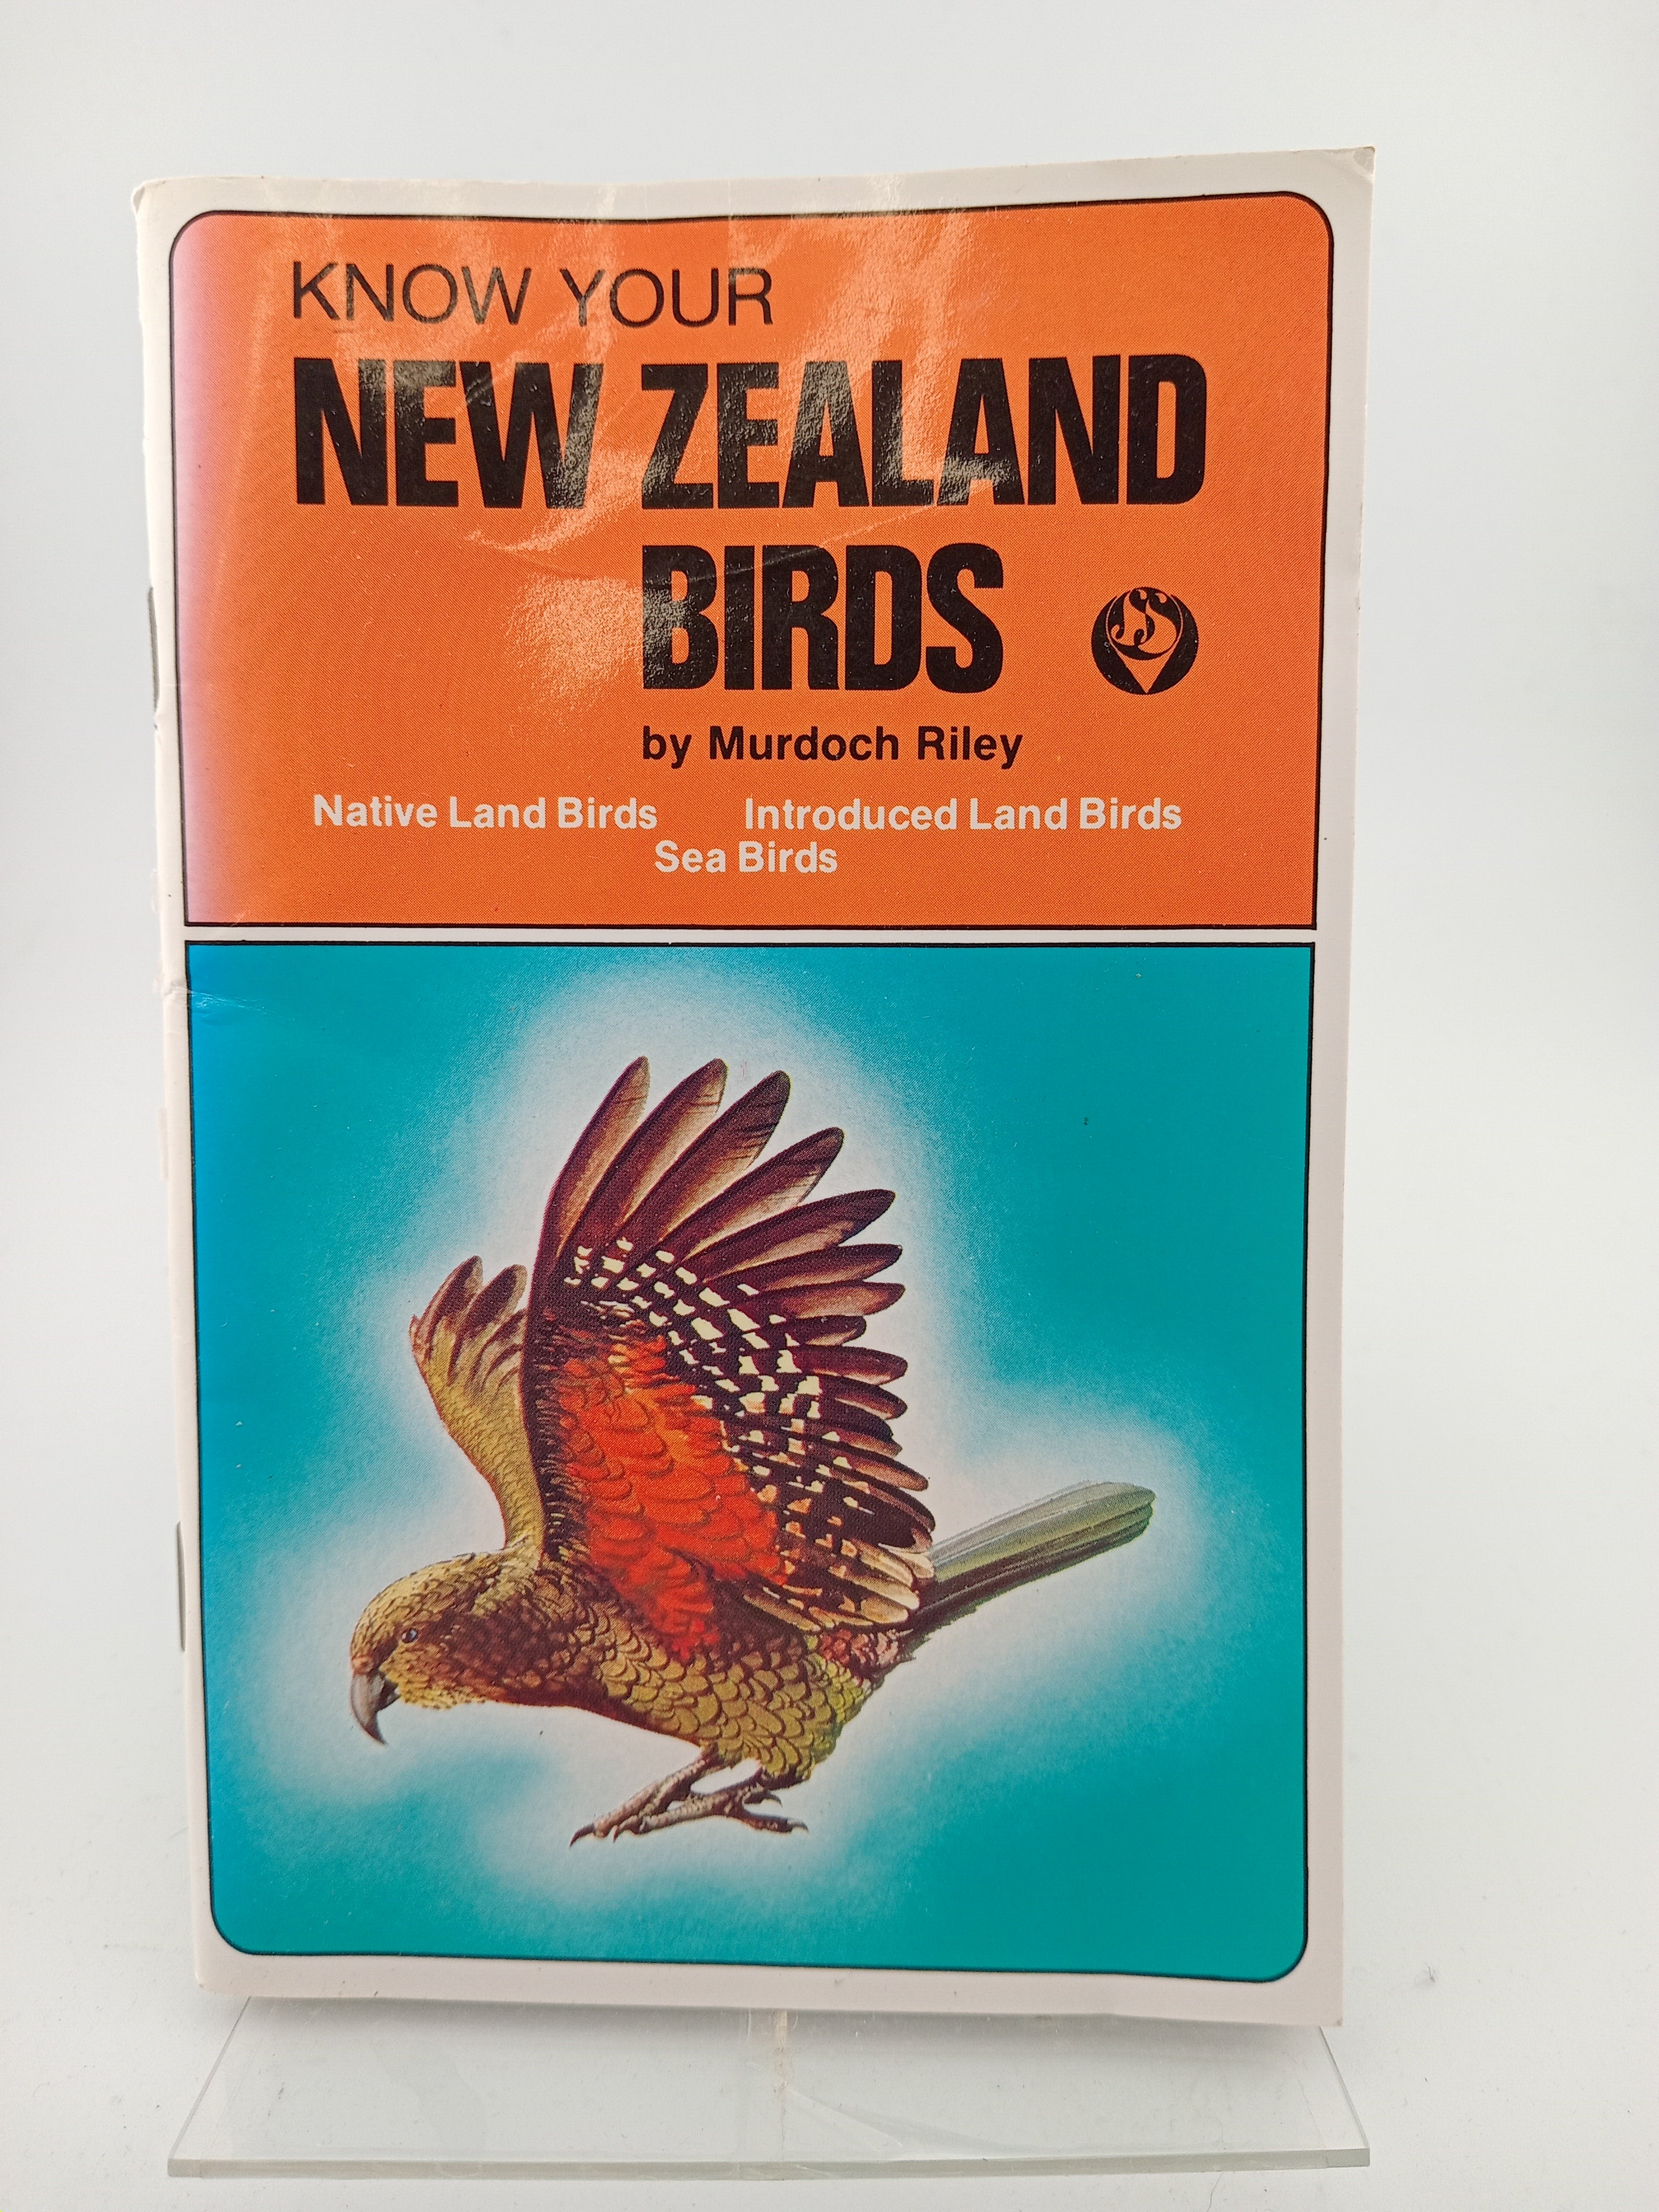 KNOW YOUR
NEW ZEALAND
BIRDS
by Murdoch Riley
Native Land Birds Introduced Land Birds
Sea Birds